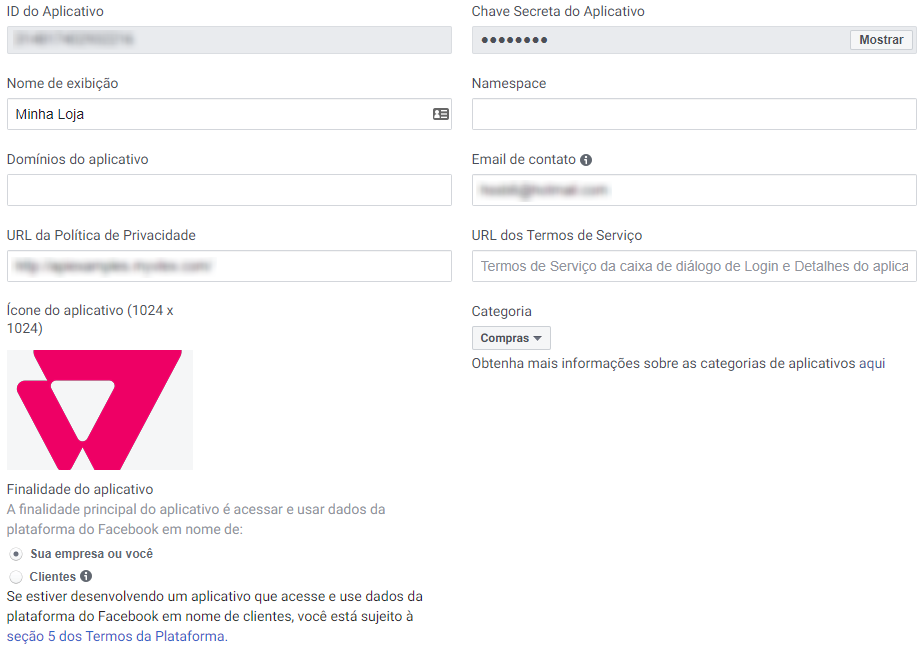 ID do Aplicativo
Chave Secreta do Aplicativo
●●●●●●●●
Mostrar
Nome de exibição
Namespace
Minha Loja
Domínios do aplicativo
Email de contato
URL da Política de Privacidade
URL dos Termos de Serviço
Termos de Serviço da caixa de diálogo de Login e Detalhes do aplica
Ícone do aplicativo (1024 x
1024)
Categoria
Compras
Obtenha mais informações sobre as categorias de aplicativos aqui
Finalidade do aplicativo
A finalidade principal do aplicativo é acessar e usar dados da
plataforma do Facebook em nome de:
Sua empresa ou você
Clientes
Se estiver desenvolvendo um aplicativo que acesse e use dados da
plataforma do Facebook em nome de clientes, você está sujeito à
seção 5 dos Termos da Plataforma.